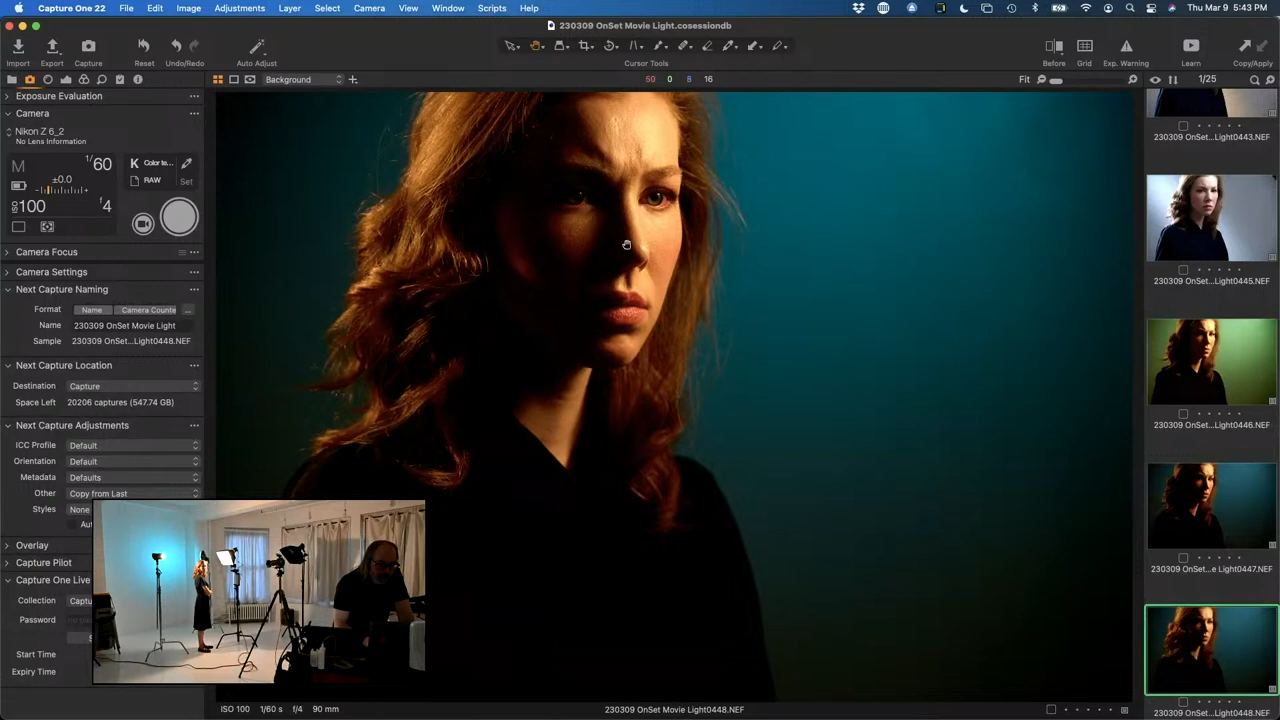 Capture One 22 File Edit Image Adjustments Layer Select Camera View Window Scripts Help Thu Mar 9 5:43 PM
230309 OnSet Movie Light.cosessiondb
Import Export Capture Reset Undo/Redo Auto Adjust Cursor Tools Before Grid Exp. Warning Learn Copy/Apply
Background 50 0 8 16 Fit 1/25
Exposure Evaluation
Camera
Nikon Z 6_2
No Lens Information
M 1/60 K Color te...
±0.0 RAW Set
ISO 100 f4
Camera Focus
Camera Settings
Next Capture Naming
Format Name Camera Counte ...
Name 230309 OnSet Movie Light
Sample 230309 OnSet...Light0448.NEF
Next Capture Location
Destination Capture
Space Left 20206 captures (547.74 GB)
Next Capture Adjustments
ICC Profile Default
Orientation Default
Metadata Defaults
Other Copy from Last
Styles None
Aut
Overlay
Capture Pilot
Capture One Live
Collection Captu
Password
S
Start Time
Expiry Time
230309 OnSet...Light0443.NEF
230309 OnSet...Light0445.NEF
230309 OnSet...Light0446.NEF
230309 OnSet...e Light0447.NEF
230309 OnSet...Light0448.NEF
ISO 100 1/60 s f/4 90 mm 230309 OnSet Movie Light0448.NEF